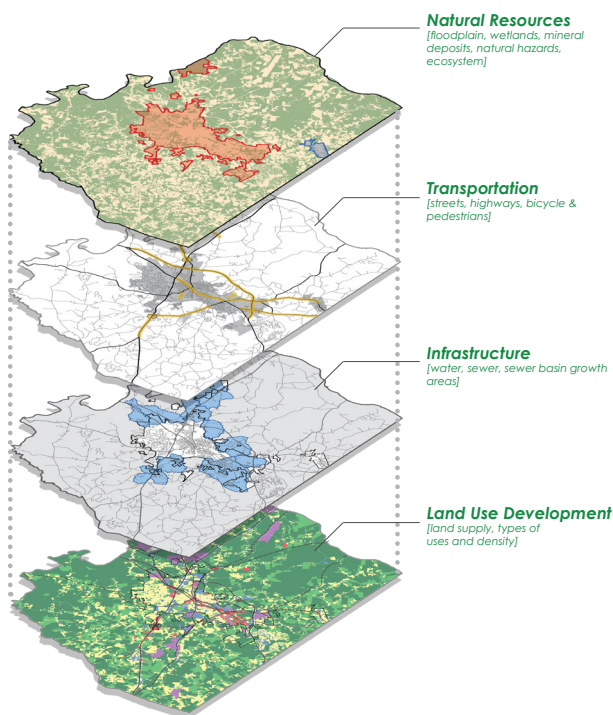 Natural Resources
[floodplain, wetlands, mineral
deposits, natural hazards,
ecosystem]
Transportation
[streets, highways, bicycle &
pedestrians]
Infrastructure
[water, sewer, sewer basin growth
areas]
Land Use Development
[land supply, types of
uses and density]